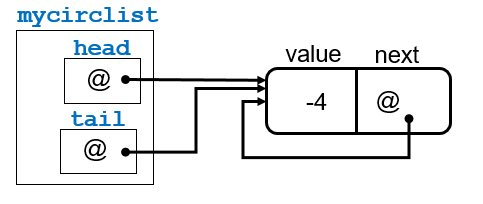 mycirclist
head
@
tail
@
value next
-4 @